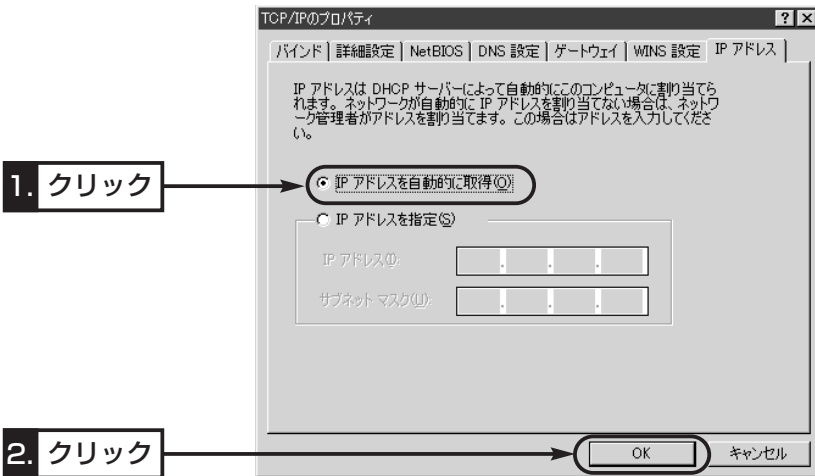 TCP/IPのプロパティ
バインド 詳細設定 NetBIOS DNS 設定 ゲートウェイ WINS 設定 IP アドレス
IP アドレスは DHCP サーバーによって自動的にこのコンピュータに割り当てら
れます。ネットワークが自動的に IP アドレスを割り当てない場合は、ネットワ
ーク管理者がアドレスを割り当てます。この場合はアドレスを入力してくださ
い。
1. クリック
IP アドレスを自動的に取得(O)
IP アドレスを指定(S)
IP アドレス(I):
サブネット マスク(U):
2. クリック
OK キャンセル